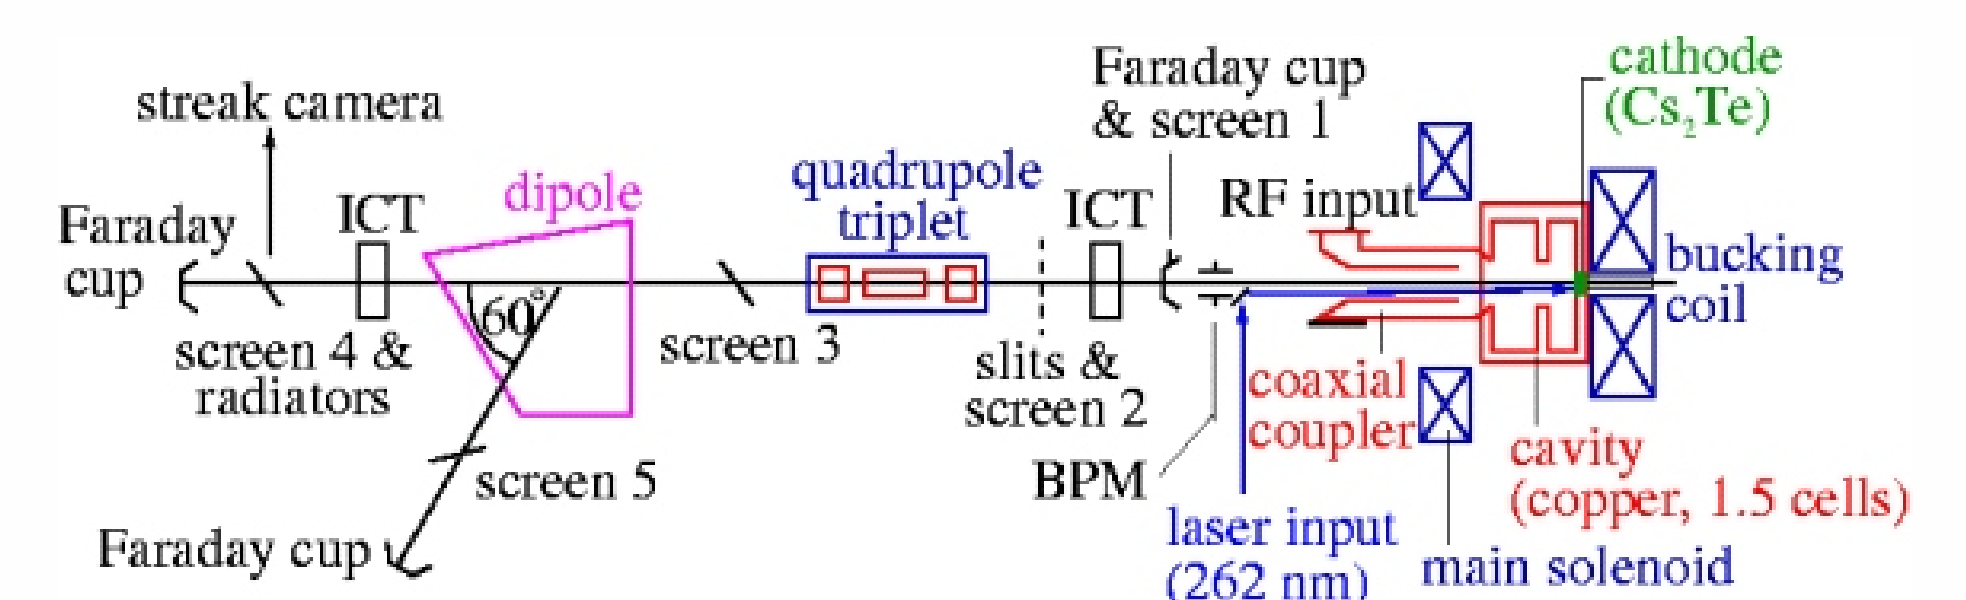 cathode
(Cs₂Te)
Faraday cup
& screen 1
streak camera
quadrupole
triplet
dipole
ICT
ICT
RF input
Faraday
cup
bucking
coil
60°
screen 4 &
radiators
screen 3
slits &
screen 2
coaxial
coupler
screen 5
BPM
cavity
(copper, 1.5 cells)
laser input
(262 nm)
main solenoid
Faraday cup